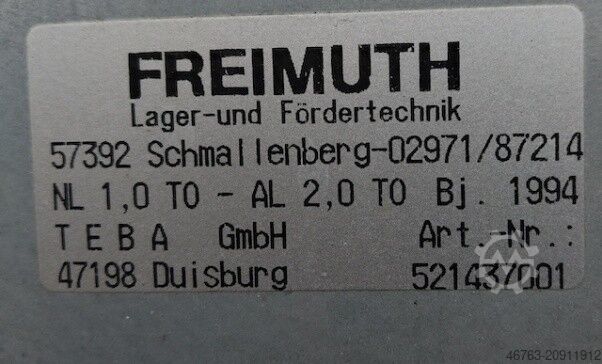 FREIMUTH
Lager-und Fördertechnik
57392 Schmallenberg-02971/87214
NL 1,0 TO - AL 2,0 TO Bj. 1994
TEBA GmbH Art.-Nr.:
47198 Duisburg 521437001
46763-20911912